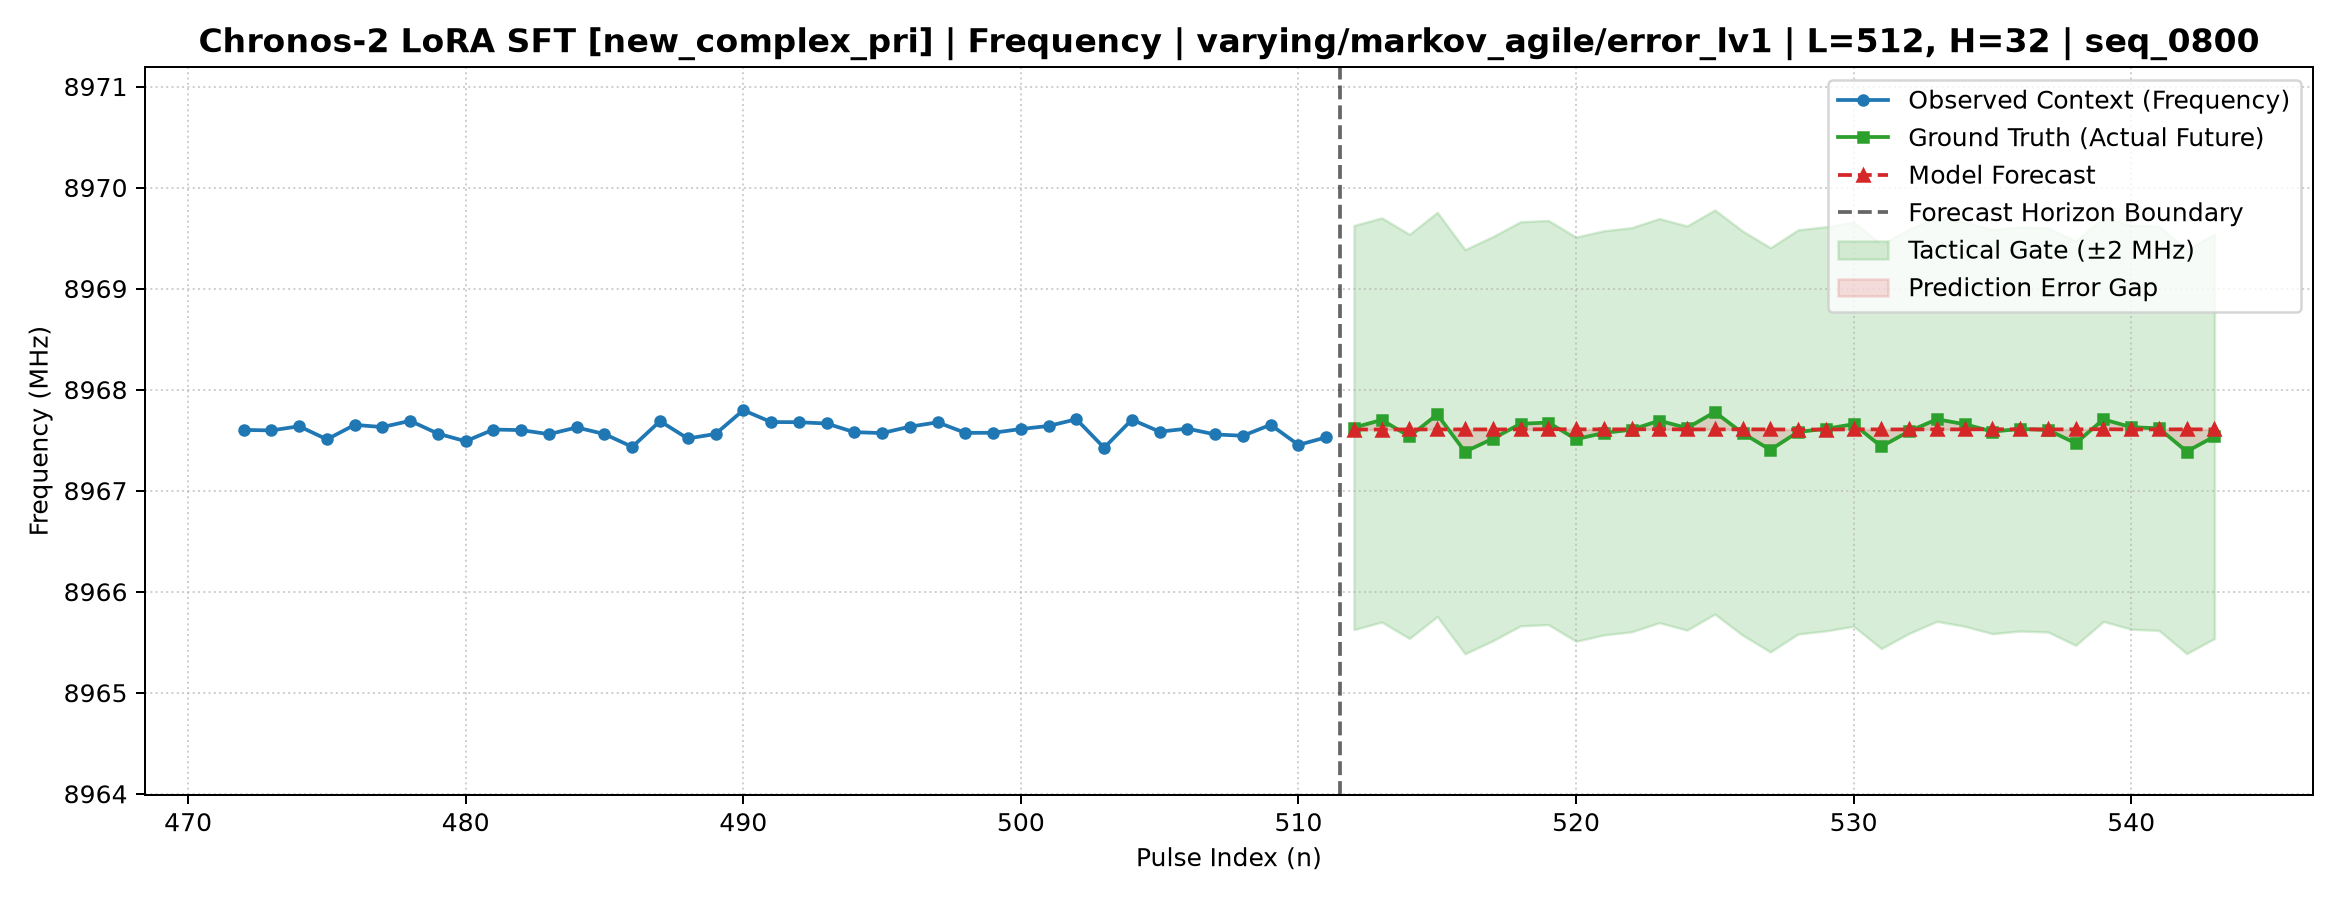 Chronos-2 LoRA SFT [new_complex_pri] | Frequency | varying/markov_agile/error_lv1 | L=512, H=32 | seq_0800
Frequency (MHz)
8971
8970
8969
8968
8967
8966
8965
8964
Observed Context (Frequency)
Ground Truth (Actual Future)
Model Forecast
Forecast Horizon Boundary
Tactical Gate (±2 MHz)
Prediction Error Gap
470 480 490 500 510 520 530 540
Pulse Index (n)